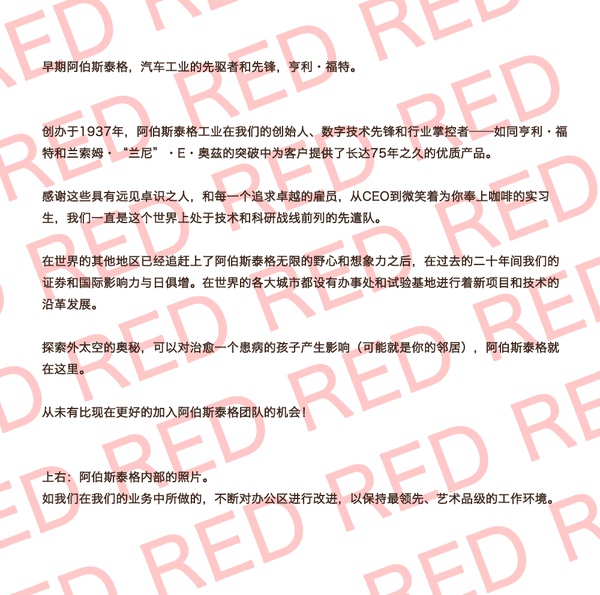 早期阿伯斯泰格，汽车工业的先驱者和先锋，亨利·福特。
创办于1937年，阿伯斯泰格工业在我们的创始人、数字技术先锋和行业掌控者——如同亨利·福
特和兰索姆·“兰尼”·E·奥兹的突破中为客户提供了长达75年之久的优质产品。
感谢这些具有远见卓识之人，和每一个追求卓越的雇员，从CEO到微笑着为你奉上咖啡的实习
生，我们一直是这个世界上处于技术和科研战线前列的先遣队。
在世界的其他地区已经追赶上了阿伯斯泰格无限的野心和想象力之后，在过去的二十年间我们的
证券和国际影响力与日俱增。在世界的各大城市都设有办事处和试验基地进行着新项目和技术的
沿革发展。
探索外太空的奥秘，可以对治愈一个患病的孩子产生影响（可能就是你的邻居），阿伯斯泰格就
在这里。
从未有比现在更好的加入阿伯斯泰格团队的机会！
上右：阿伯斯泰格内部的照片。
如我们在我们的业务中所做的，不断对办公区进行改进，以保持最领先、艺术品级的工作环境。
RED RED RED RED RED RED RED RED RED RED RED RED RED RED RED RED RED RED RED RED